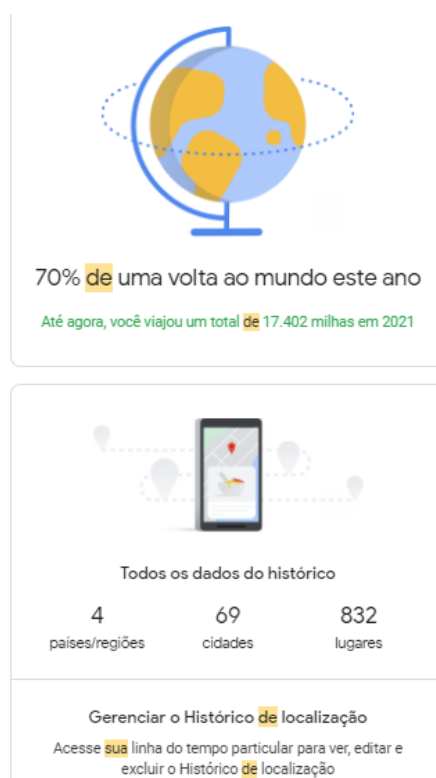 70% de uma volta ao mundo este ano
Até agora, você viajou um total de 17.402 milhas em 2021
Todos os dados do histórico
4 69 832
países/regiões cidades lugares
Gerenciar o Histórico de localização
Acesse sua linha do tempo particular para ver, editar e
excluir o Histórico de localização